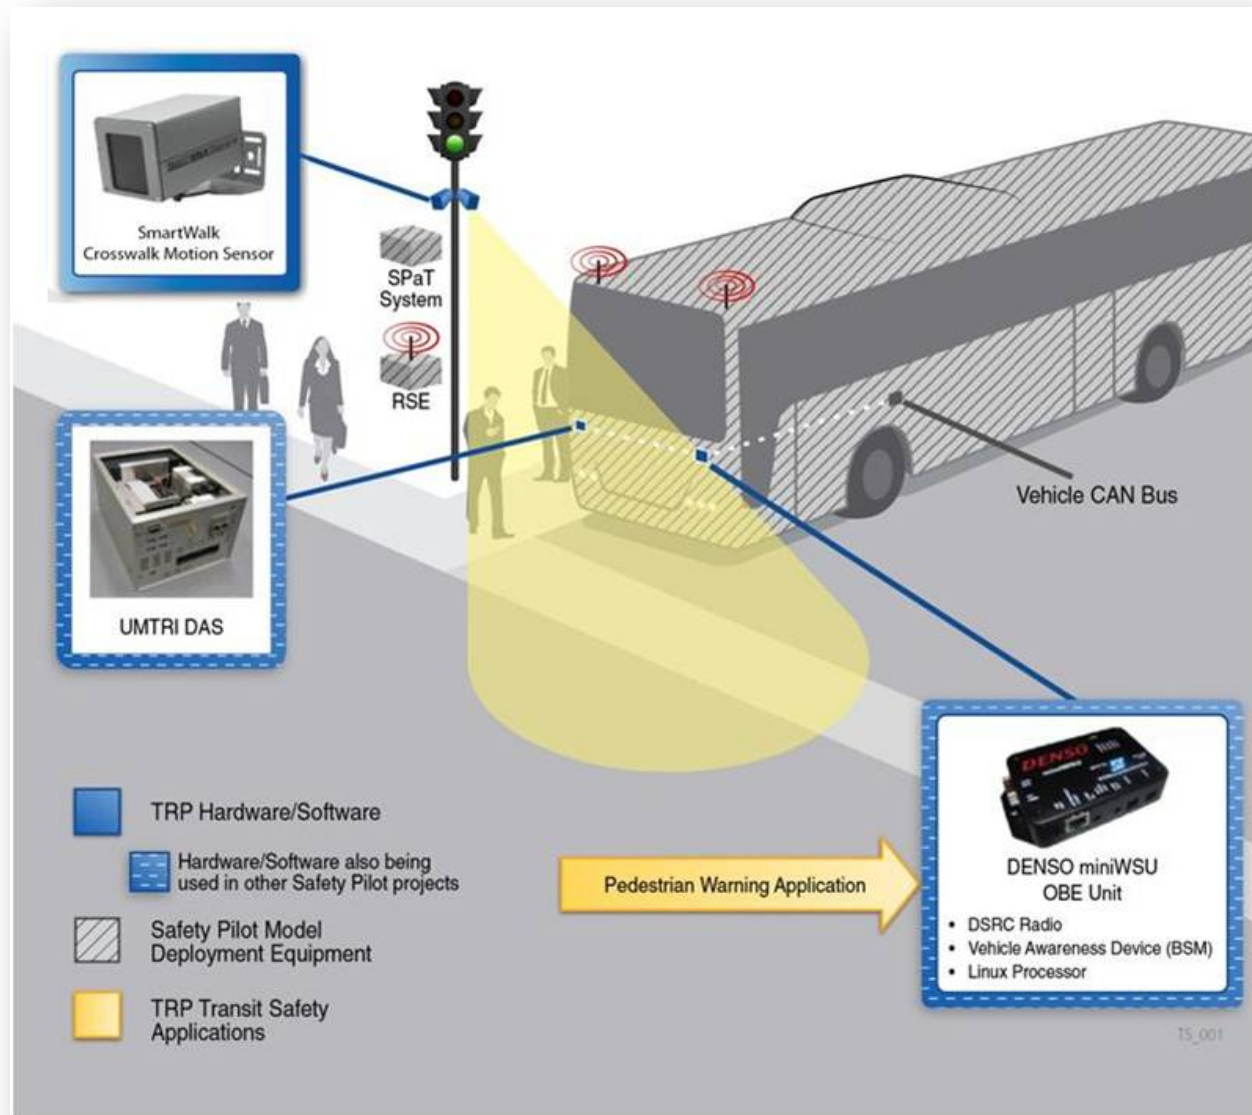 SmartWalk
Crosswalk Motion Sensor
SPaT
System
RSE
UMTRI DAS
Vehicle CAN Bus
TRP Hardware/Software
Hardware/Software also being
used in other Safety Pilot projects
Safety Pilot Model
Deployment Equipment
TRP Transit Safety
Applications
Pedestrian Warning Application
DENSO
DENSO miniWSU
OBE Unit
• DSRC Radio
• Vehicle Awareness Device (BSM)
• Linux Processor
TS_001